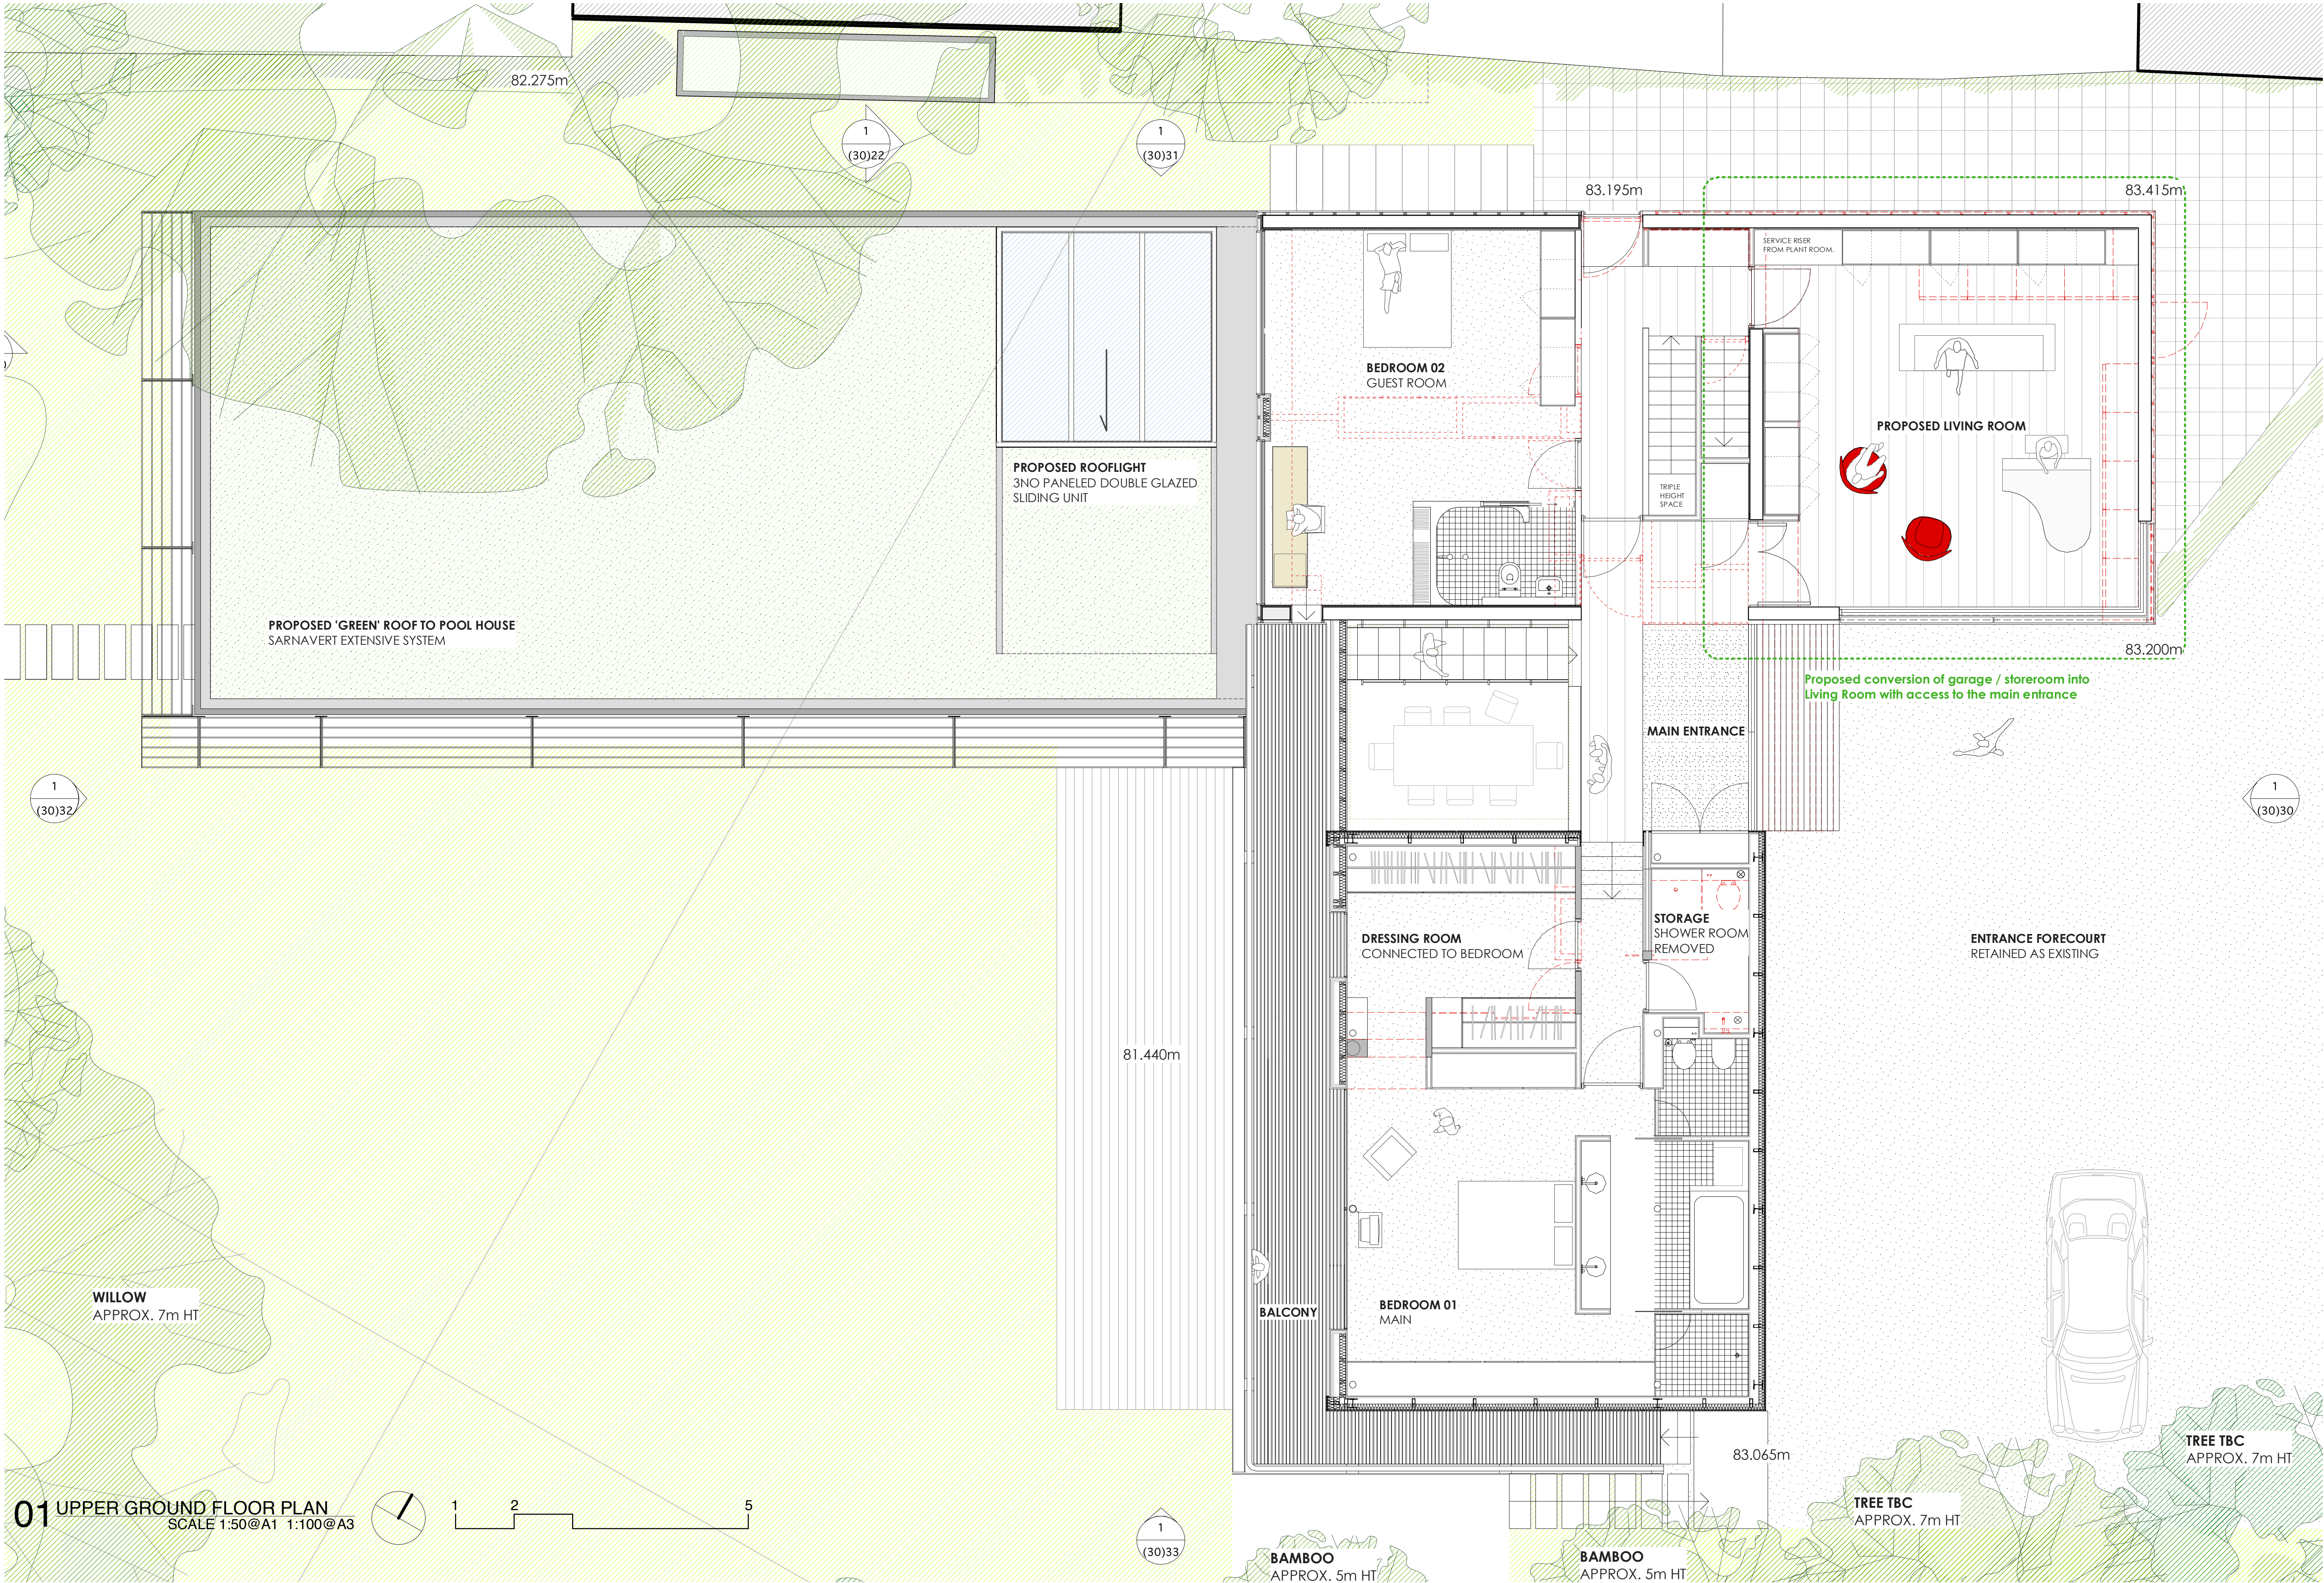 82.275m
1
(30)22
1
(30)31
83.195m
83.415m
SERVICE RISER
FROM PLANT ROOM.
BEDROOM 02
GUEST ROOM
PROPOSED LIVING ROOM
PROPOSED ROOFLIGHT
3NO PANELED DOUBLE GLAZED
SLIDING UNIT
TRIPLE
HEIGHT
SPACE
PROPOSED 'GREEN' ROOF TO POOL HOUSE
SARNAVERT EXTENSIVE SYSTEM
83.200m
Proposed conversion of garage / storeroom into
Living Room with access to the main entrance
MAIN ENTRANCE
1
(30)32
1
(30)30
STORAGE
SHOWER ROOM
REMOVED
DRESSING ROOM
CONNECTED TO BEDROOM
ENTRANCE FORECOURT
RETAINED AS EXISTING
81.440m
WILLOW
APPROX. 7m HT
BALCONY
BEDROOM 01
MAIN
83.065m
TREE TBC
APPROX. 7m HT
TREE TBC
APPROX. 7m HT
01 UPPER GROUND FLOOR PLAN
SCALE 1:50@A1 1:100@A3
1 2 5
1
(30)33
BAMBOO
APPROX. 5m HT
BAMBOO
APPROX. 5m HT